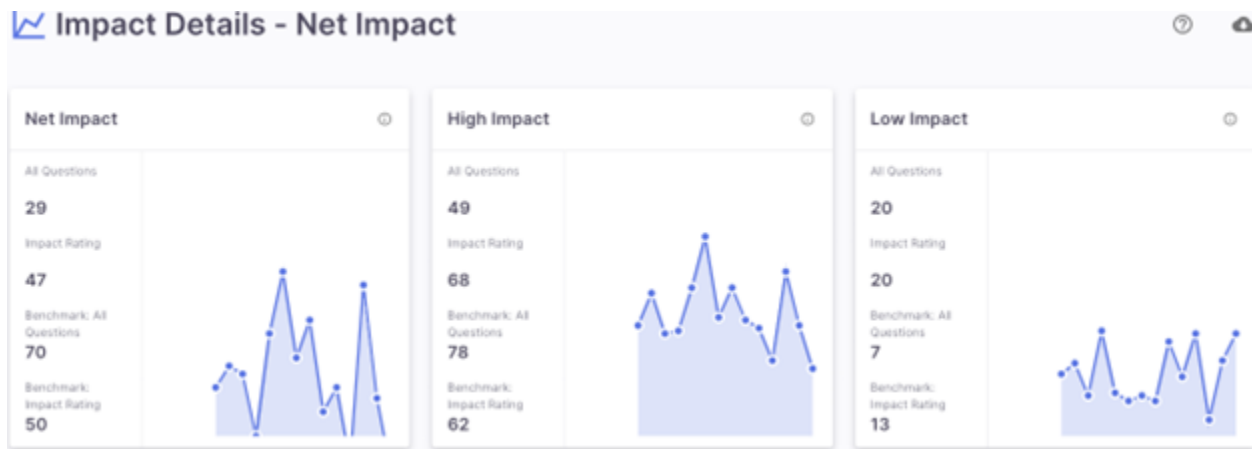 Impact Details - Net Impact
Net Impact
All Questions
29
Impact Rating
47
Benchmark: All
Questions
70
Benchmark:
Impact Rating
50
High Impact
All Questions
49
Impact Rating
68
Benchmark: All
Questions
78
Benchmark:
Impact Rating
62
Low Impact
All Questions
20
Impact Rating
20
Benchmark: All
Questions
7
Benchmark:
Impact Rating
13